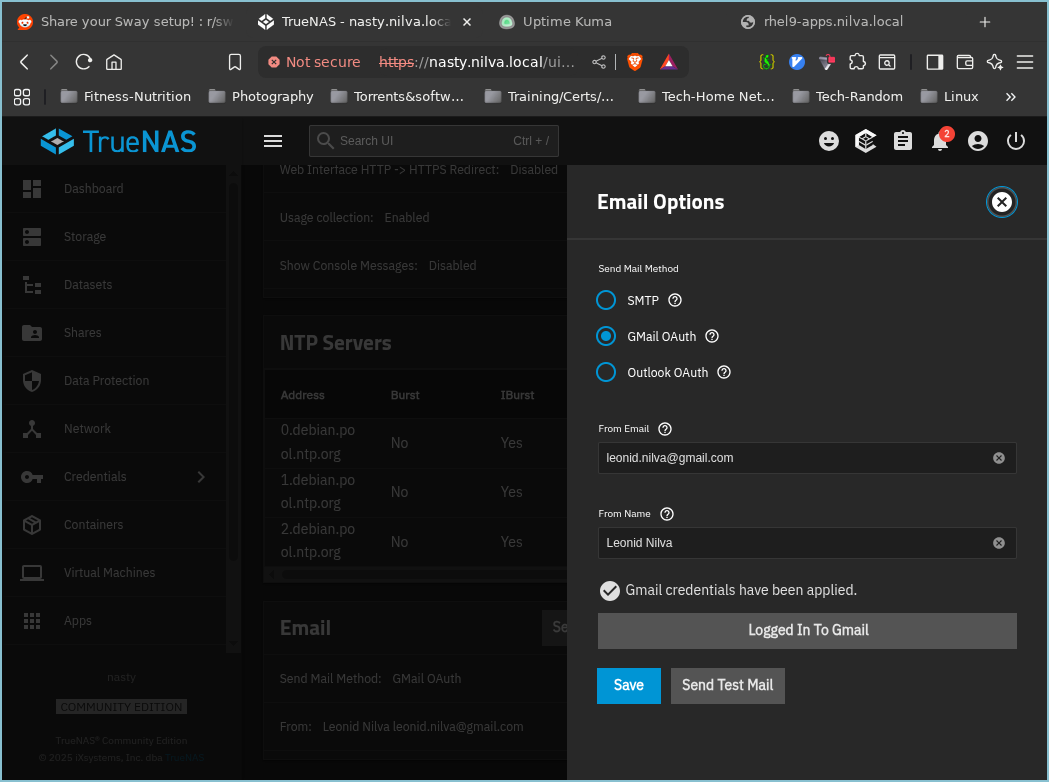 Share your Sway setup! : r/sw
TrueNAS - nasty.nilva.loca
Uptime Kuma
rhel9-apps.nilva.local
Not secure https://nasty.nilva.local/ui...
Fitness-Nutrition
Photography
Torrents&softw...
Training/Certs/...
Tech-Home Net...
Tech-Random
Linux
»
TrueNAS
Search UI
Ctrl + /
2
Dashboard
Storage
Datasets
Shares
Data Protection
Network
Credentials
Containers
Virtual Machines
Apps
nasty
COMMUNITY EDITION
TrueNAS® Community Edition
© 2025 iXsystems, Inc. dba TrueNAS
Web Interface HTTP -> HTTPS Redirect: Disabled
Usage collection: Enabled
Show Console Messages: Disabled
NTP Servers
Address Burst IBurst
0.debian.po
ol.ntp.org
No Yes
1.debian.po
ol.ntp.org
No Yes
2.debian.po
ol.ntp.org
No Yes
Email
Se
Send Mail Method: GMail OAuth
From: Leonid Nilva leonid.nilva@gmail.com
Email Options
Send Mail Method
SMTP
GMail OAuth
Outlook OAuth
From Email
leonid.nilva@gmail.com
From Name
Leonid Nilva
Gmail credentials have been applied.
Logged In To Gmail
Save
Send Test Mail